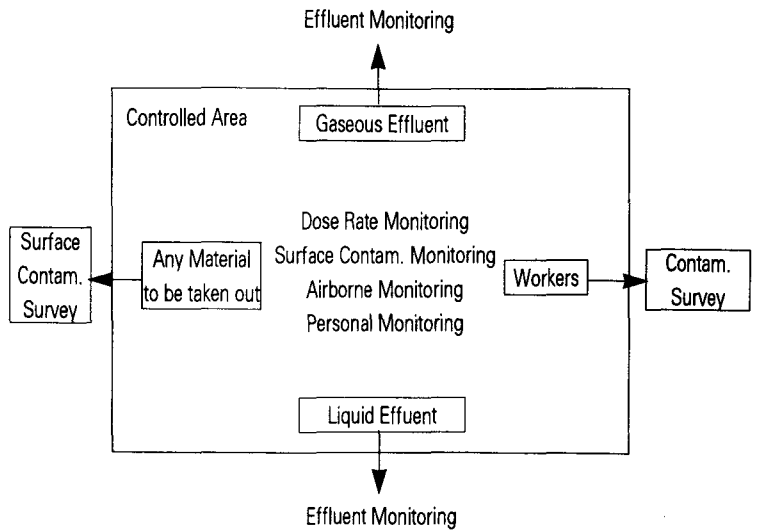 Effluent Monitoring
Controlled Area
Gaseous Effluent
Dose Rate Monitoring
Surface Contam. Monitoring
Airborne Monitoring
Personal Monitoring
Surface
Contam.
Survey
Any Material
to be taken out
Workers
Contam.
Survey
Liquid Effuent
Effluent Monitoring